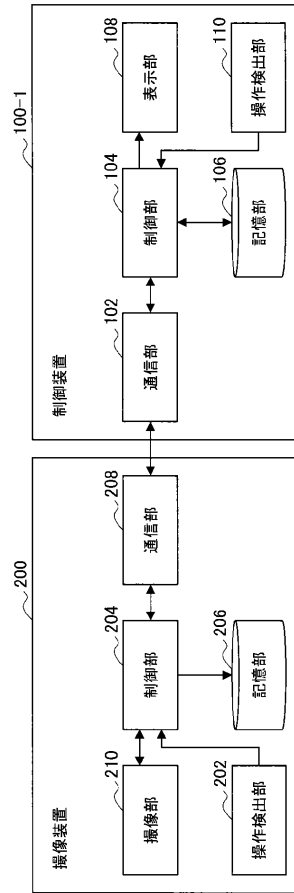 撮像装置
200
210
撮像部
204
制御部
208
通信部
202
操作検出部
206
記憶部
制御装置
100-1
102
通信部
104
制御部
108
表示部
106
記憶部
110
操作検出部